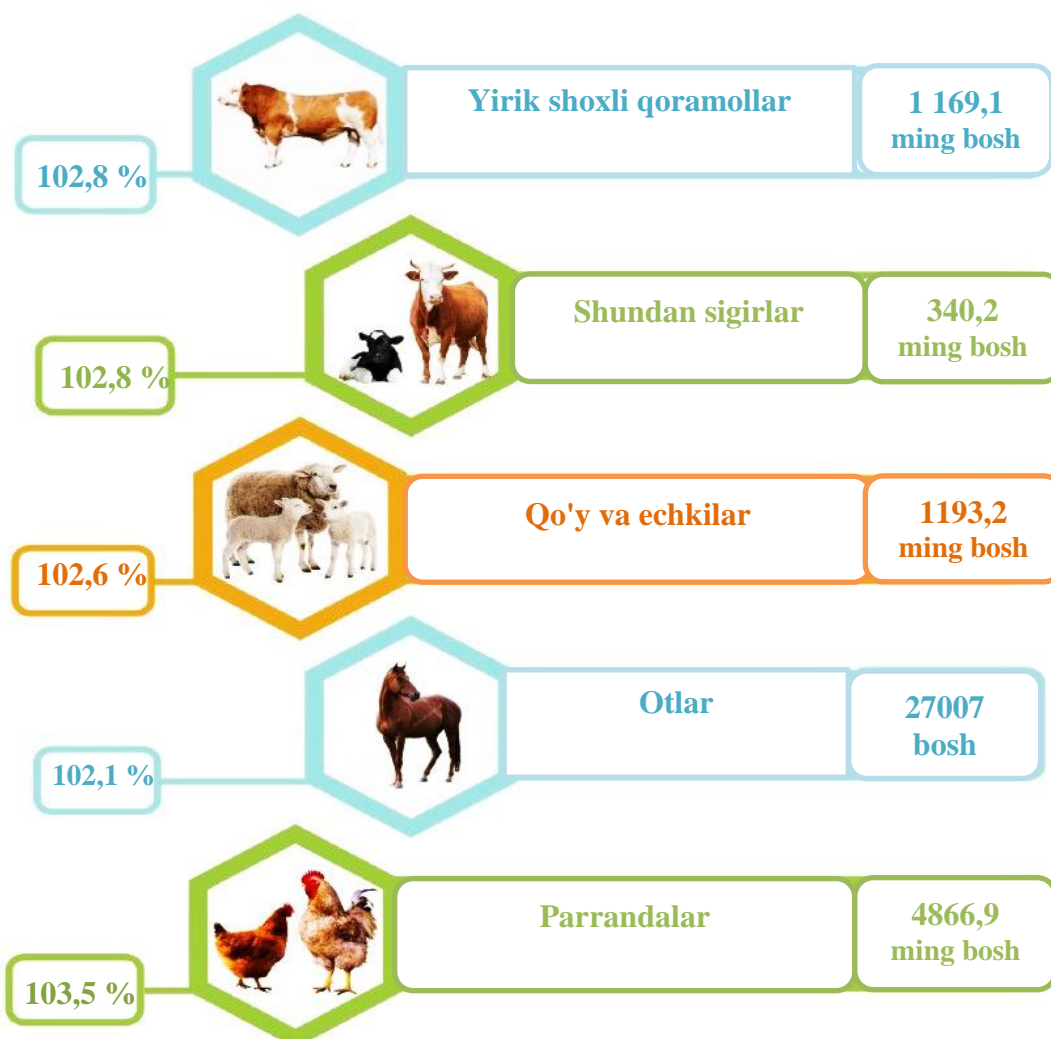 Yirik shoxli qoramollar
1 169,1
ming bosh
102,8 %
Shundan sigirlar
340,2
ming bosh
102,8 %
Qo'y va echkilar
1193,2
ming bosh
102,6 %
Otlar
27007
bosh
102,1 %
Parrandalar
4866,9
ming bosh
103,5 %